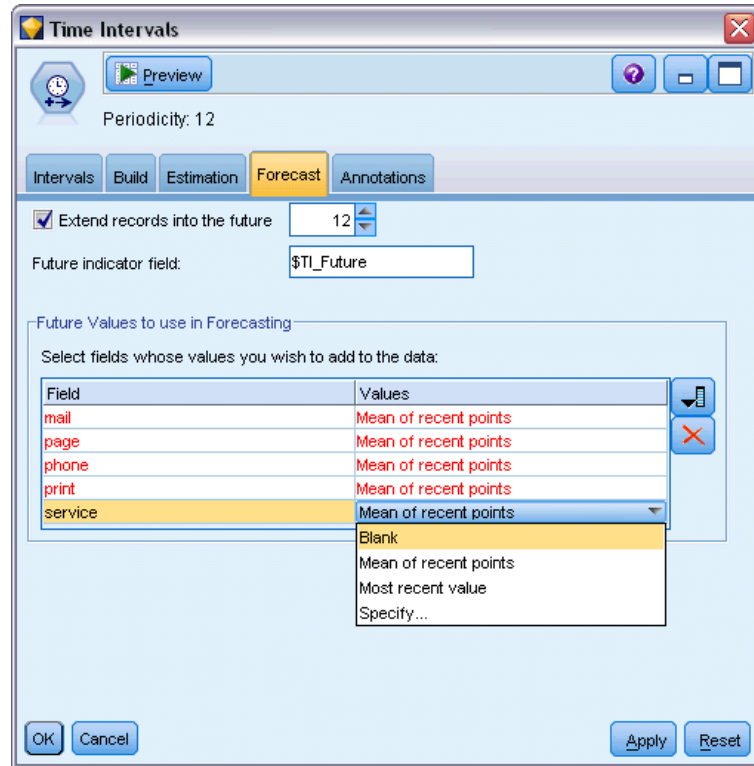 Time Intervals
Preview
Periodicity: 12
Intervals Build Estimation Forecast Annotations
Extend records into the future 12
Future indicator field: $TI_Future
Future Values to use in Forecasting
Select fields whose values you wish to add to the data:
Field Values
mail Mean of recent points
page Mean of recent points
phone Mean of recent points
print Mean of recent points
service Mean of recent points
Blank
Mean of recent points
Most recent value
Specify...
OK Cancel Apply Reset